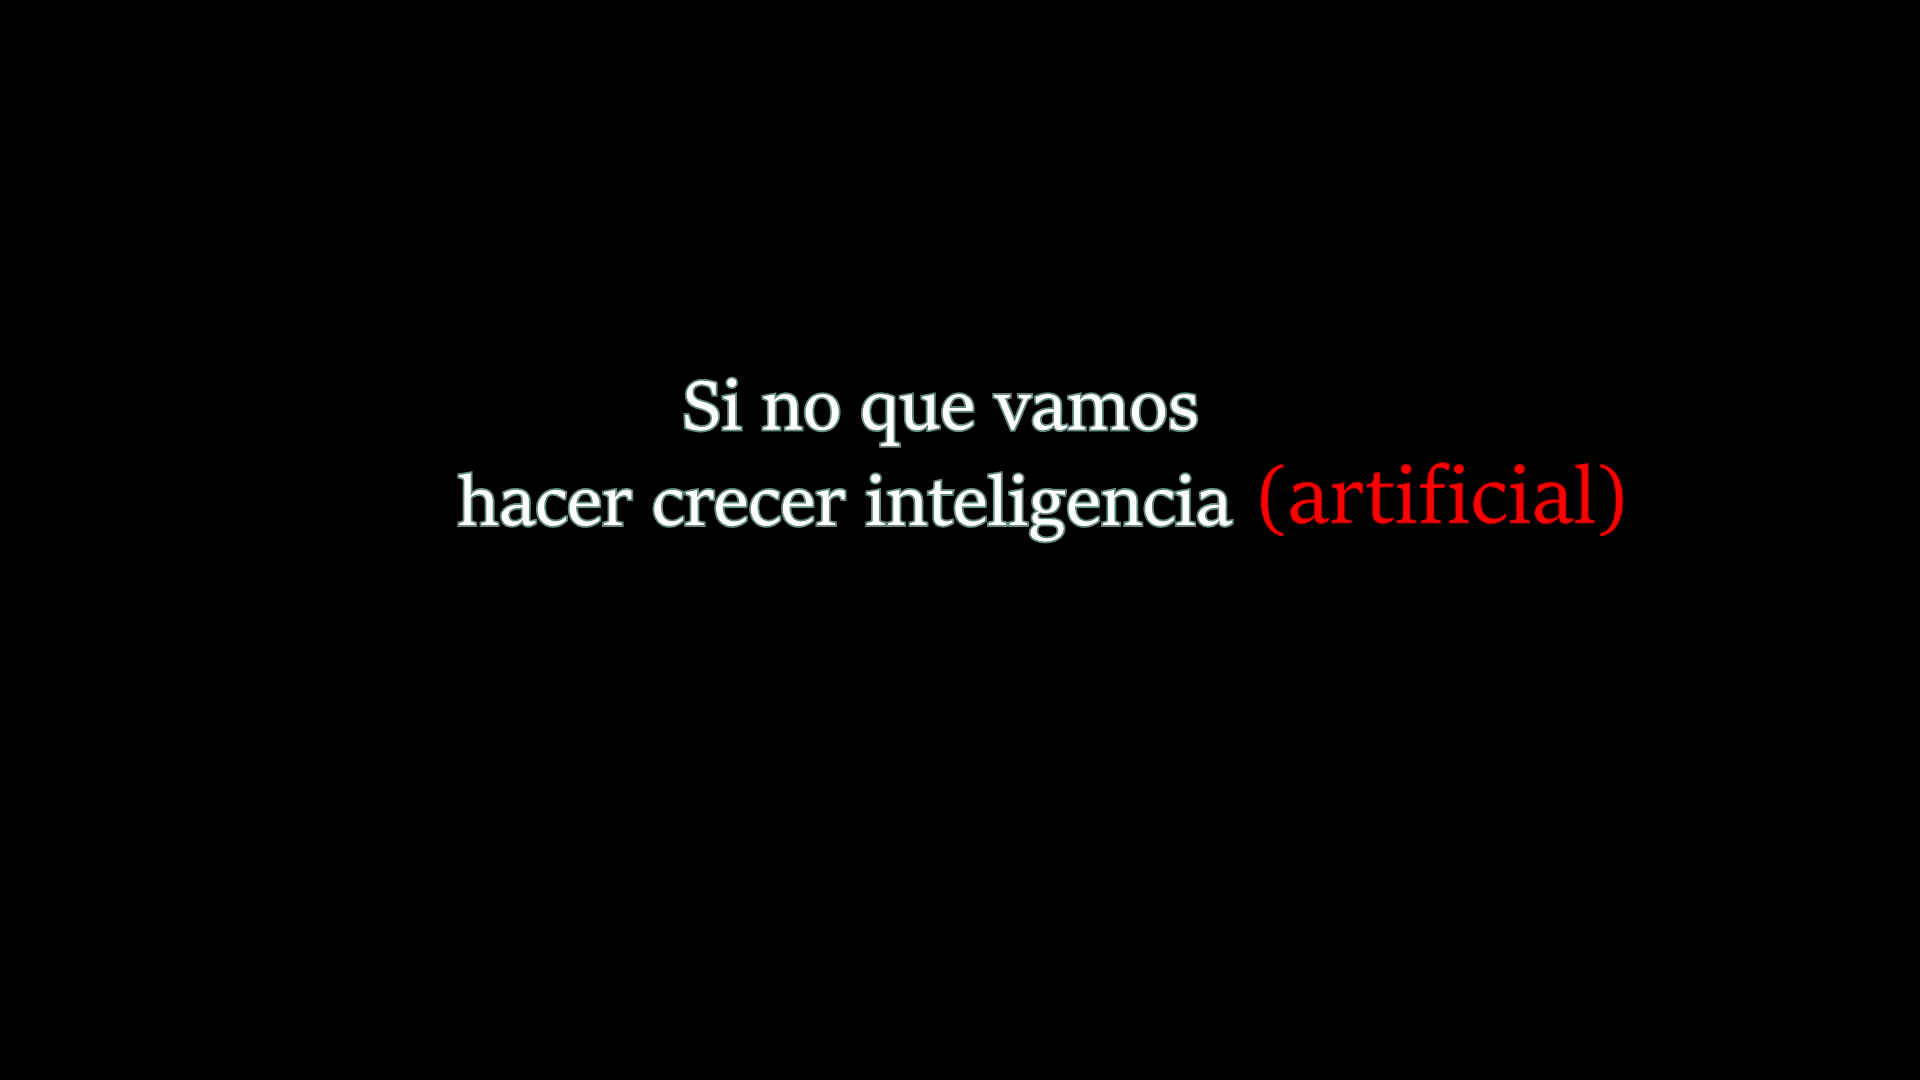 Si no que vamos
hacer crecer inteligencia (artificial)